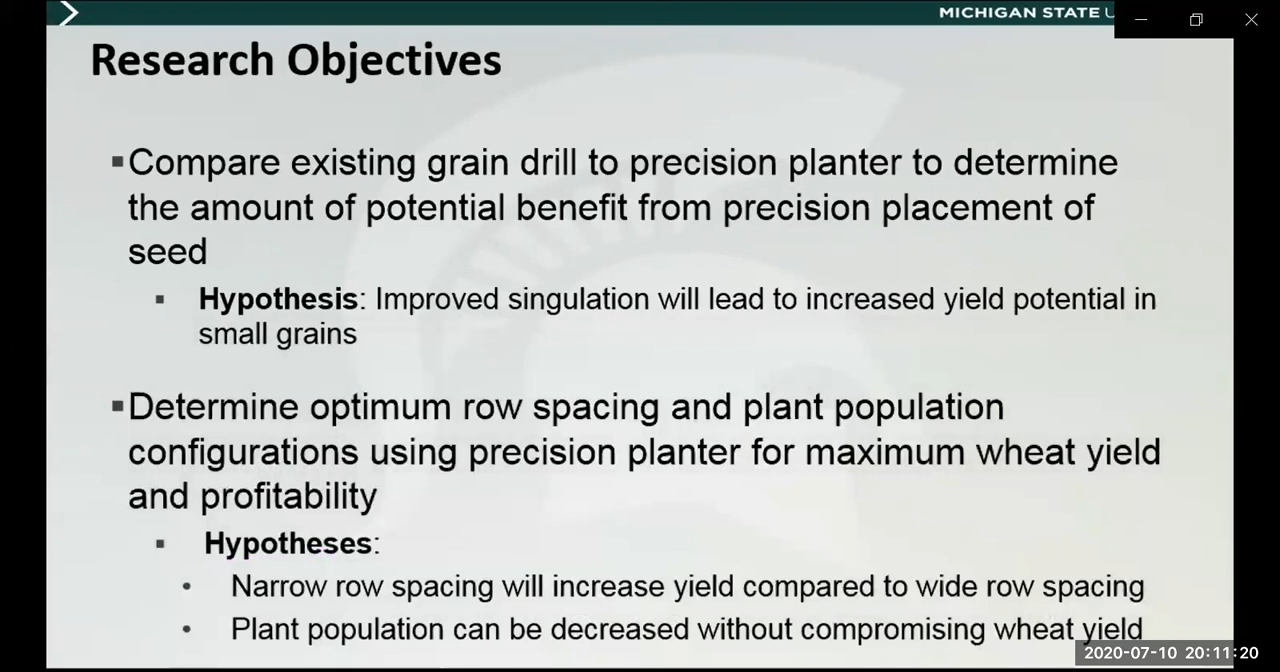 MICHIGAN STATE U
Research Objectives
▪Compare existing grain drill to precision planter to determine
the amount of potential benefit from precision placement of
seed
▪ Hypothesis: Improved singulation will lead to increased yield potential in
small grains
▪Determine optimum row spacing and plant population
configurations using precision planter for maximum wheat yield
and profitability
▪ Hypotheses:
• Narrow row spacing will increase yield compared to wide row spacing
• Plant population can be decreased without compromising wheat yield
2020-07-10 20:11:20